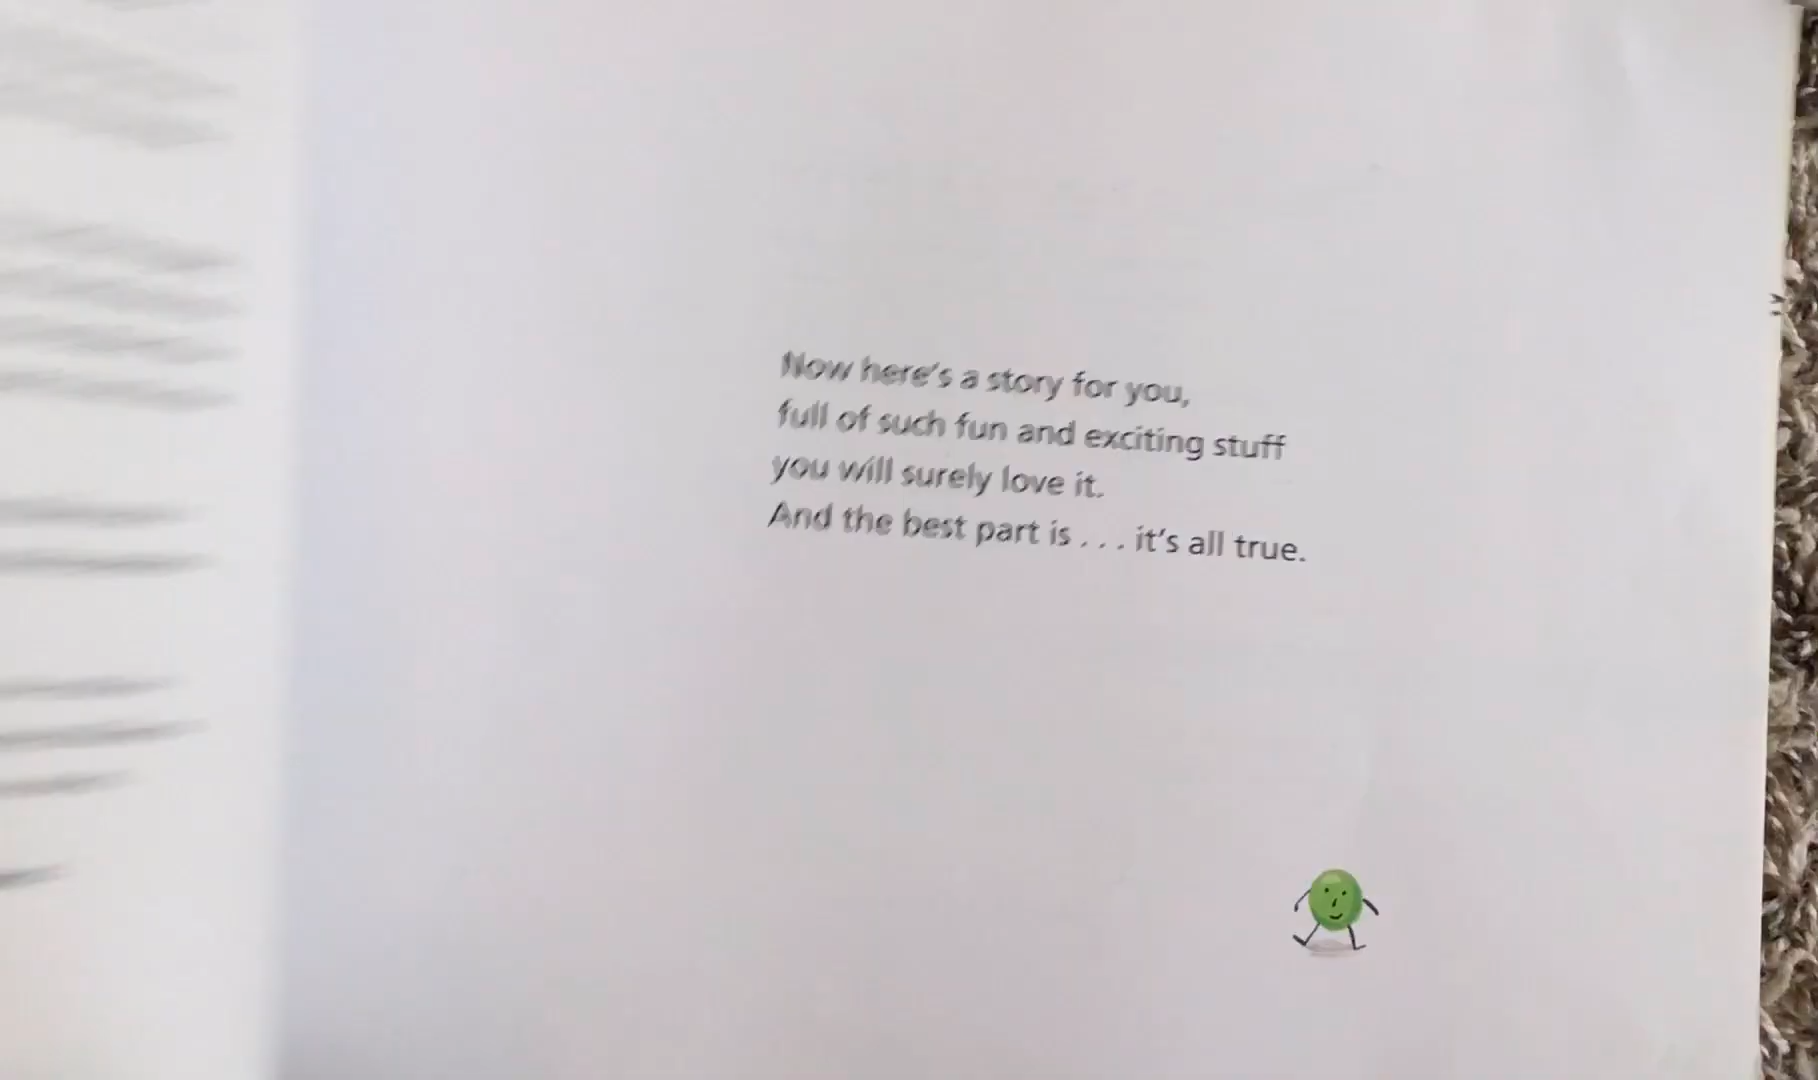 Now here's a story for you,
full of such fun and exciting stuff
you will surely love it.
And the best part is . . . it's all true.